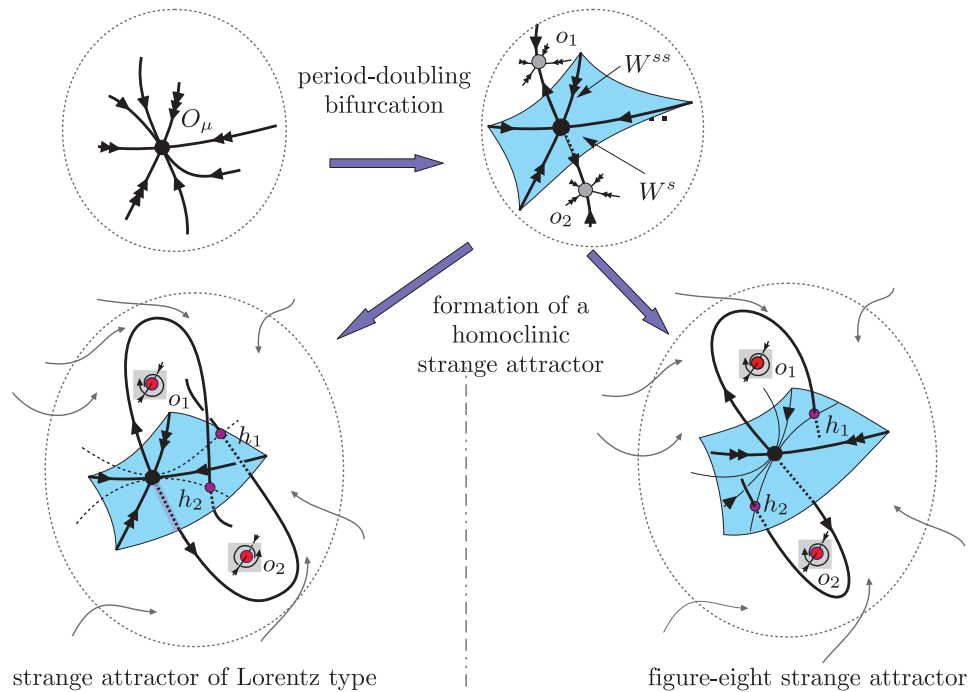 O_μ
period-doubling
bifurcation
o_1
W^{ss}
W^s
o_2
formation of a
homoclinic
strange attractor
o_1
h_1
h_2
o_2
o_1
h_1
h_2
o_2
strange attractor of Lorentz type
figure-eight strange attractor